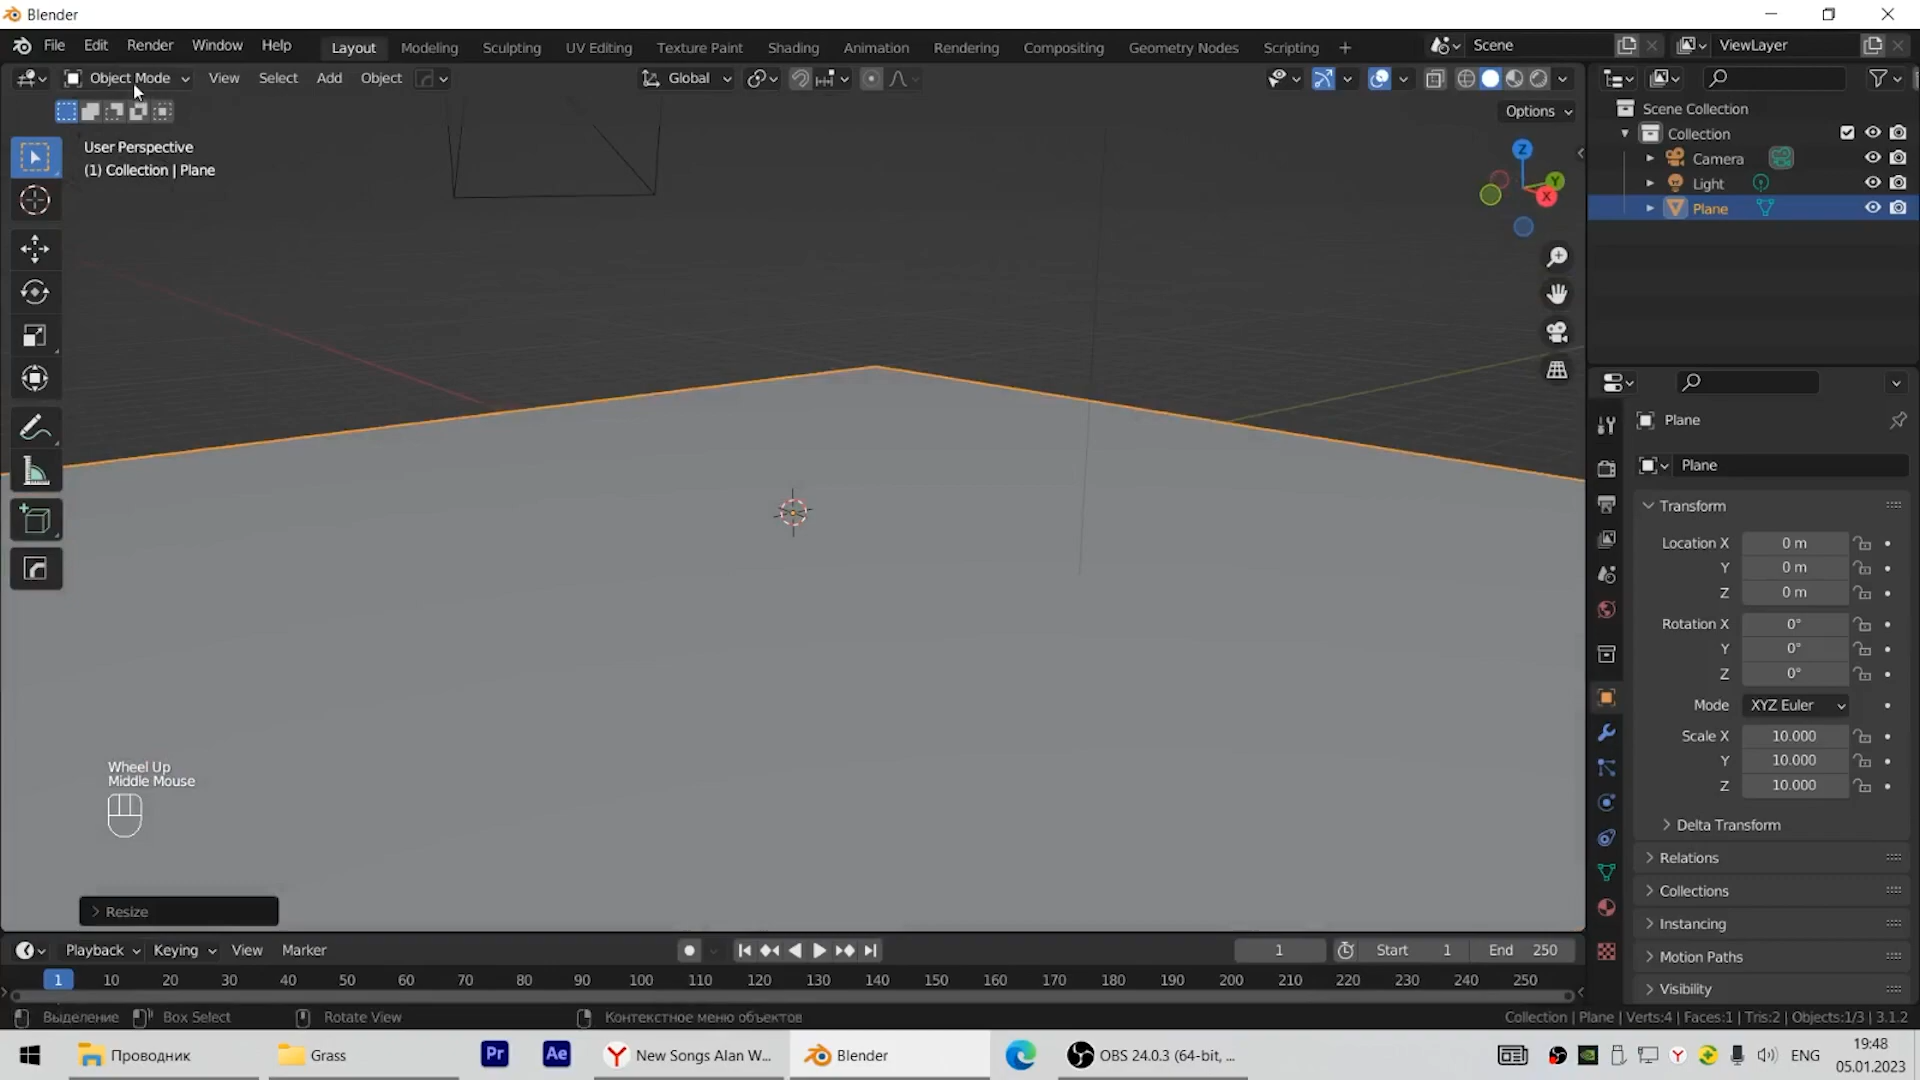 Blender
File Edit Render Window Help
Layout Modeling Sculpting UV Editing Texture Paint Shading Animation Rendering Compositing Geometry Nodes Scripting +
Scene
ViewLayer
Object Mode View Select Add Object
Global
Options
User Perspective
(1) Collection | Plane
Z
Y
X
Scene Collection
Collection
Camera
Light
Plane
Plane
Plane
Transform
Location X 0 m
Y 0 m
Z 0 m
Rotation X 0°
Y 0°
Z 0°
Mode XYZ Euler
Scale X 10.000
Y 10.000
Z 10.000
Delta Transform
Relations
Collections
Instancing
Motion Paths
Visibility
Wheel Up
Middle Mouse
Resize
Playback Keying View Marker
1 Start 1 End 250
1 10 20 30 40 50 60 70 80 90 100 110 120 130 140 150 160 170 180 190 200 210 220 230 240 250
Выделение Box Select Rotate View Контекстное меню объектов
Collection | Plane | Verts:4 | Faces:1 | Tris:2 | Objects:1/3 | 3.1.2
Проводник Grass Pr Ae New Songs Alan W... Blender OBS 24.0.3 (64-bit, ...
ENG
19:48
05.01.2023